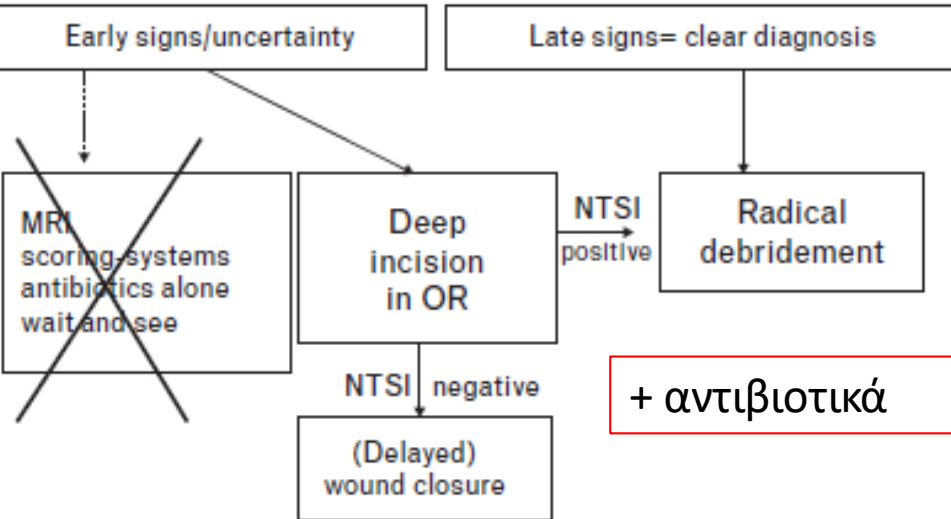 Early signs/uncertainty
Late signs= clear diagnosis
MRI
scoring-systems
antibiotics alone
wait and see
Deep
incision
in OR
NTSI
positive
Radical
debridement
NTSI negative
(Delayed)
wound closure
+ αντιβιοτικά